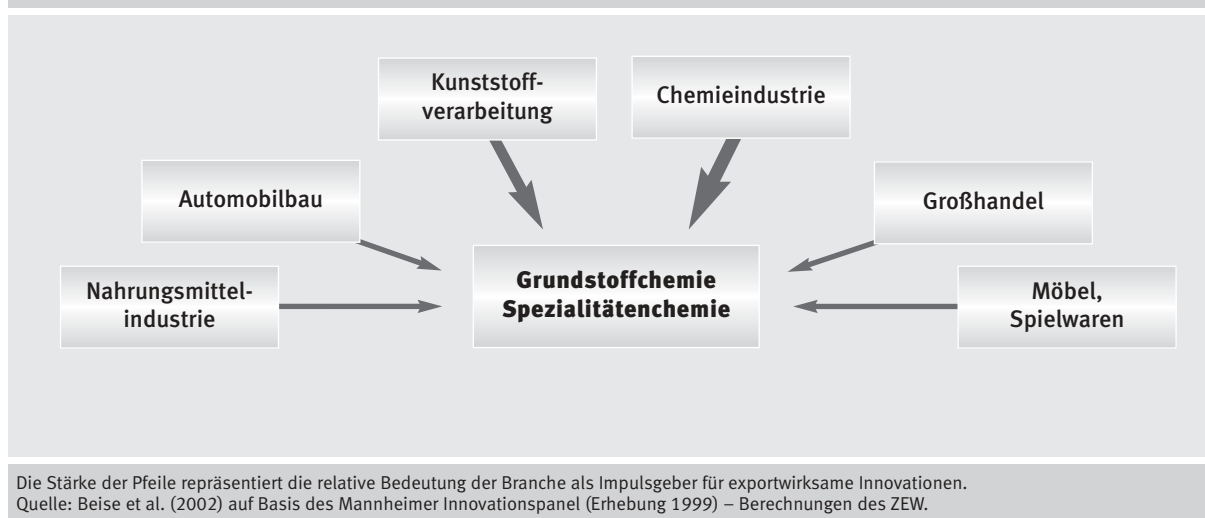 Kunststoff-
verarbeitung
Chemieindustrie
Automobilbau
Großhandel
Nahrungsmittel-
industrie
Grundstoffchemie
Spezialitätenchemie
Möbel,
Spielwaren
Die Stärke der Pfeile repräsentiert die relative Bedeutung der Branche als Impulsgeber für exportwirksame Innovationen.
Quelle: Beise et al. (2002) auf Basis des Mannheimer Innovationspanel (Erhebung 1999) – Berechnungen des ZEW.